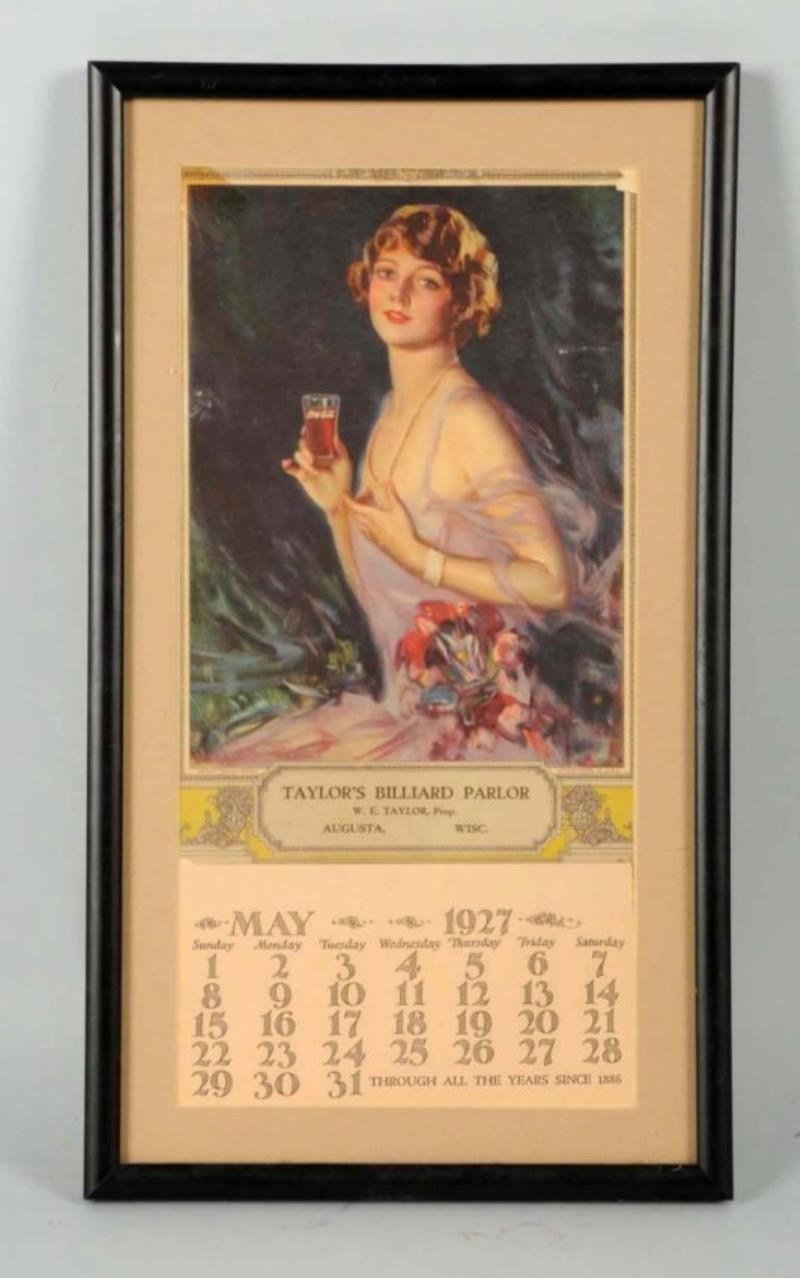 Coca-Cola
TAYLOR'S BILLIARD PARLOR
W. E. TAYLOR, Prop.
AUGUSTA, WISC.
MAY 1927
Sunday Monday Tuesday Wednesday Thursday Friday Saturday
1 2 3 4 5 6 7
8 9 10 11 12 13 14
15 16 17 18 19 20 21
22 23 24 25 26 27 28
29 30 31 THROUGH ALL THE YEARS SINCE 1886